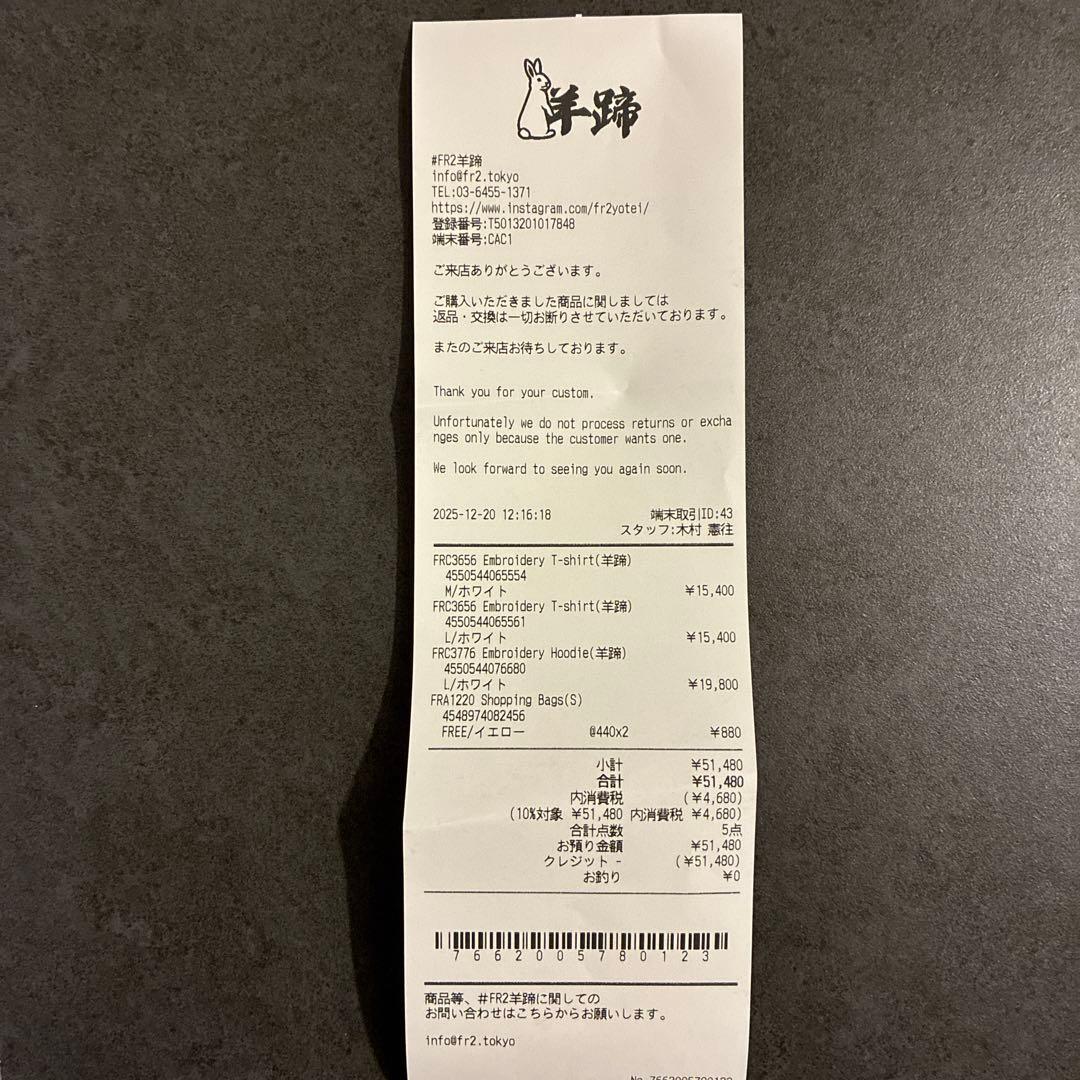 羊蹄
#FR2羊蹄
info@fr2.tokyo
TEL:03-6455-1371
https://www.instagram.com/fr2yotei/
登録番号:T5013201017848
端末番号:CAC1
ご来店ありがとうございます。
ご購入いただきました商品に関しましては
返品・交換は一切お断りさせていただいております。
またのご来店お待ちしております。
Thank you for your custom.
Unfortunately we do not process returns or excha
nges only because the customer wants one.
We look forward to seeing you again soon.
2025-12-20 12:16:18 端末取引ID:43
スタッフ:木村 憲往
FRC3656 Embroidery T-shirt(羊蹄)
4550544065554
M/ホワイト ¥15,400
FRC3656 Embroidery T-shirt(羊蹄)
4550544065561
L/ホワイト ¥15,400
FRC3776 Embroidery Hoodie(羊蹄)
4550544076680
L/ホワイト ¥19,800
FRA1220 Shopping Bags(S)
4548974082456
FREE/イエロー @440x2 ¥880
小計 ¥51,480
合計 ¥51,480
内消費税 (¥4,680)
(10%対象 ¥51,480 内消費税 ¥4,680)
合計点数 5点
お預り金額 ¥51,480
クレジット - (¥51,480)
お釣り ¥0
7662005780123
商品等、#FR2羊蹄に関しての
お問い合わせはこちらからお願いします。
info@fr2.tokyo